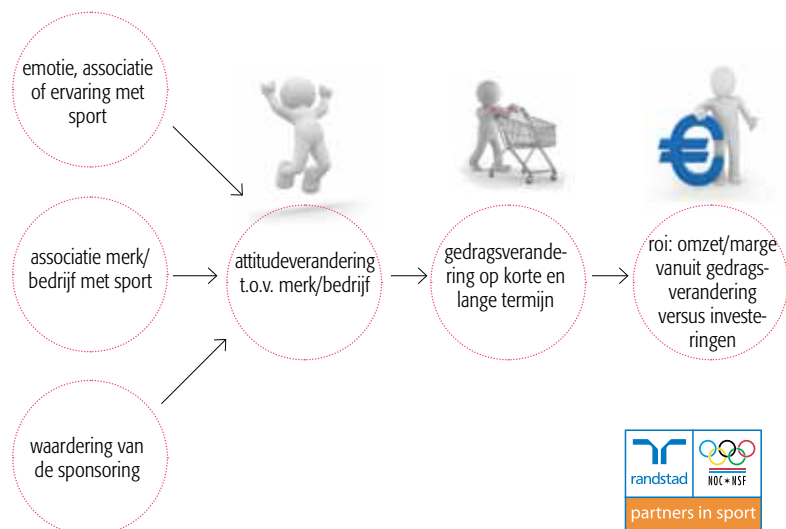 emotie, associatie
of ervaring met
sport
associatie merk/
bedrijf met sport
waardering van
de sponsoring
attitudeverandering
t.o.v. merk/bedrijf
gedragsverande-
ring op korte en
lange termijn
roi: omzet/marge
vanuit gedrags-
verandering
versus investe-
ringen
randstad
NOC*NSF
partners in sport